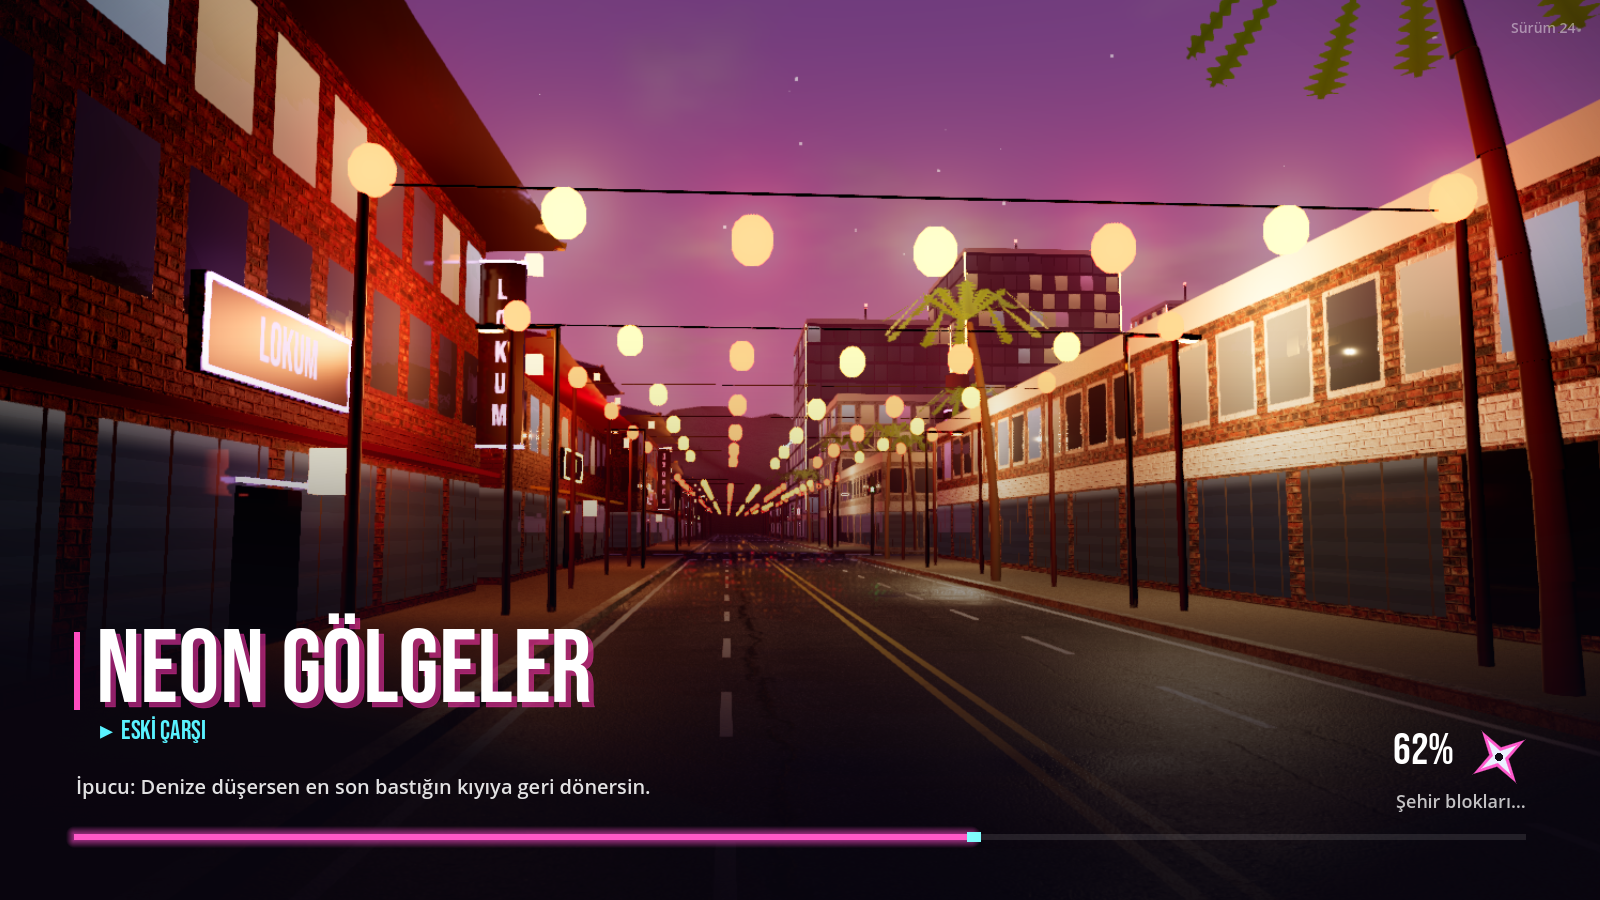 Sürüm 24
LOKUM
LOKUM
NEON GÖLGELER
► ESKİ ÇARŞI
62%
İpucu: Denize düşersen en son bastığın kıyıya geri dönersin.
Şehir blokları...